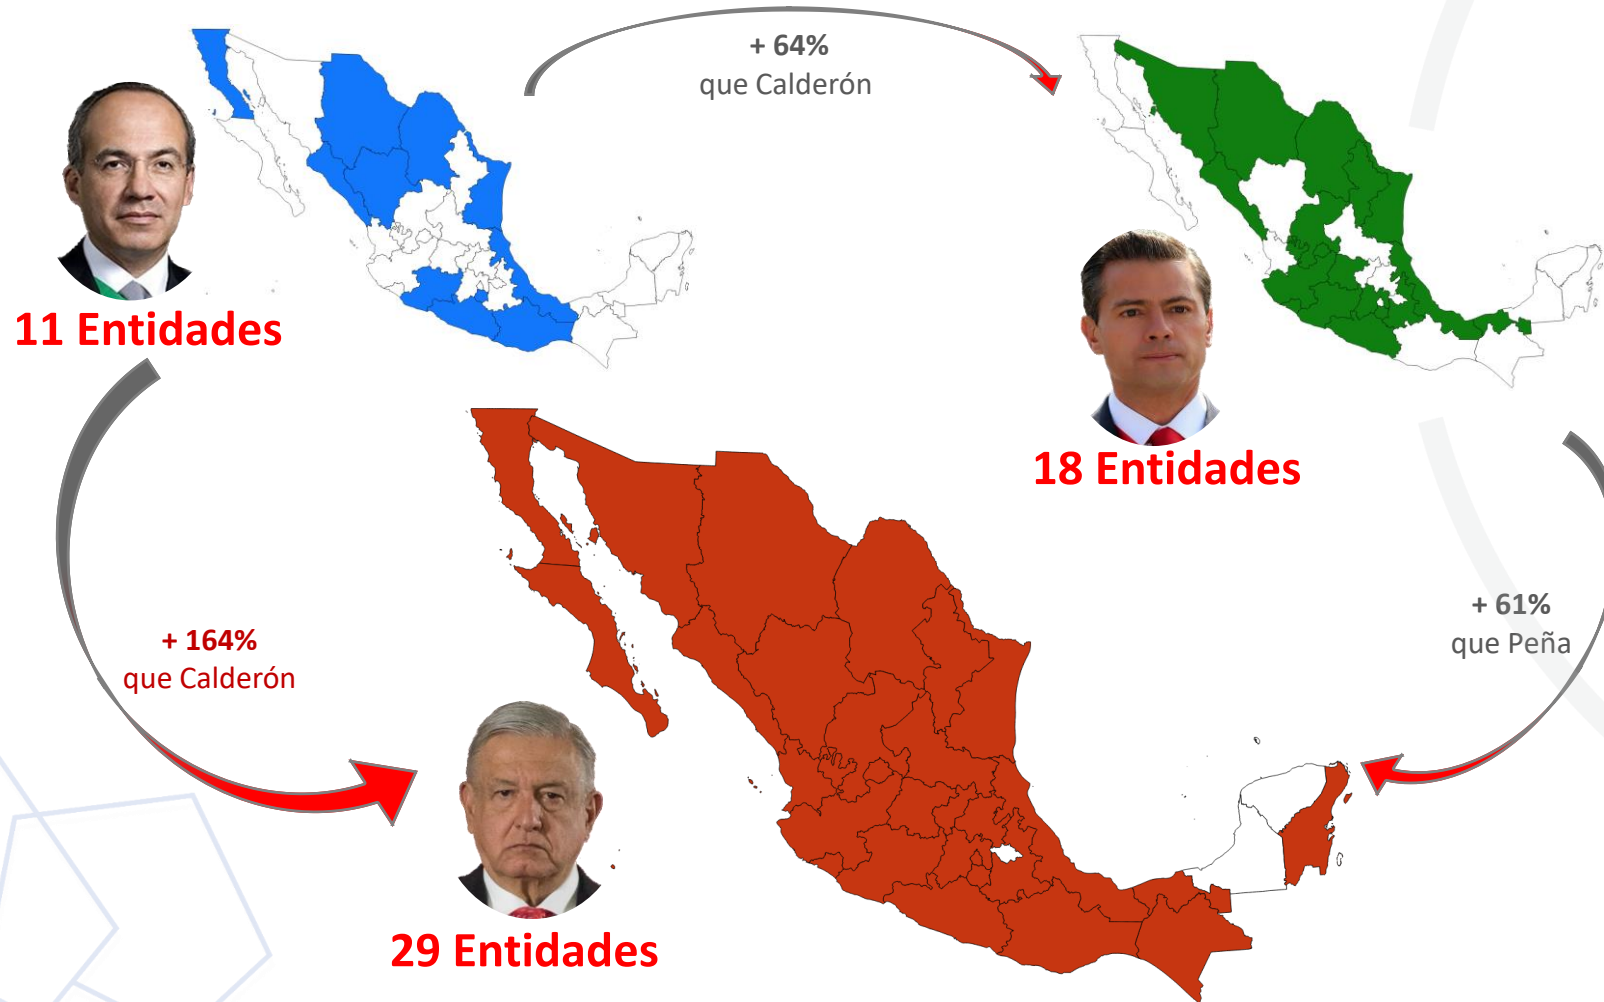 + 64%
que Calderón
11 Entidades
18 Entidades
+ 164%
que Calderón
+ 61%
que Peña
29 Entidades